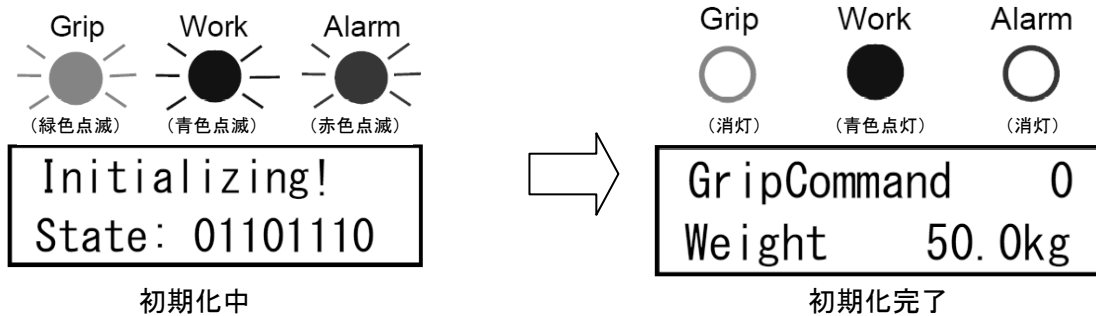 Grip Work Alarm
（緑色点滅）（青色点滅）（赤色点滅）
Initializing!
State: 01101110
初期化中
Grip Work Alarm
（消灯）（青色点灯）（消灯）
GripCommand 0
Weight 50.0kg
初期化完了